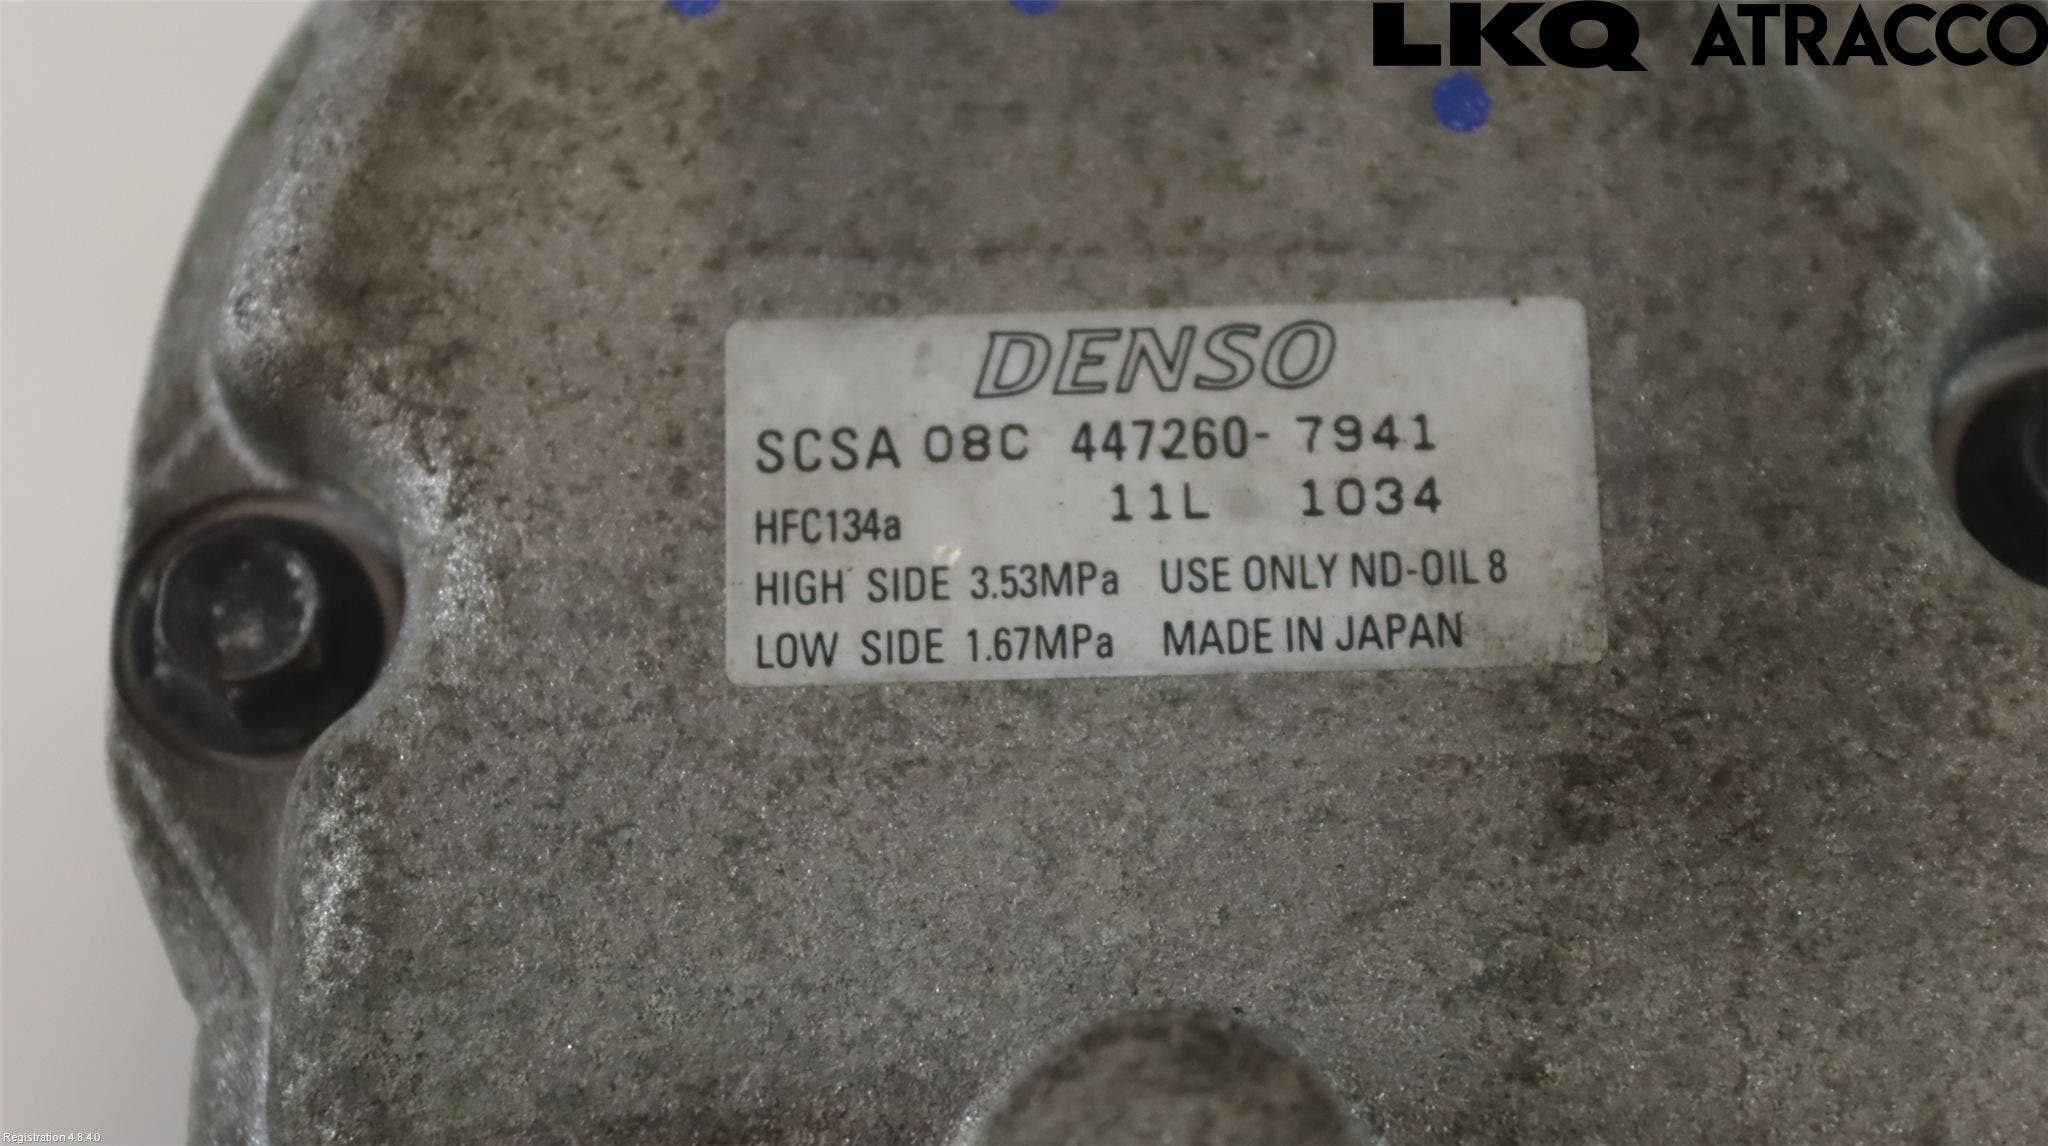 LKQ ATRACCO
DENSO
SCSA 08C 447260- 7941
HFC134a 11L 1034
HIGH SIDE 3.53MPa USE ONLY ND-OIL 8
LOW SIDE 1.67MPa MADE IN JAPAN
Registration 4.8.4.0